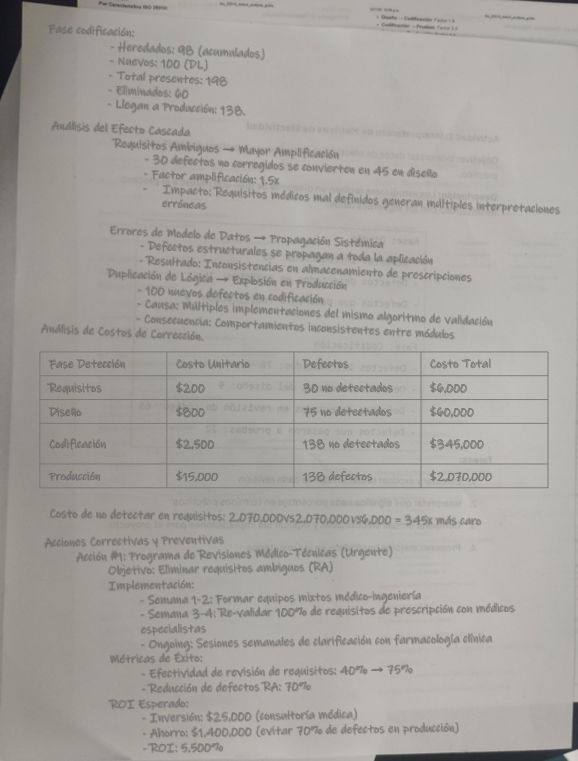 Por Características ISO 25010:
Fase codificación:
- Heredados: 98 (acumulados)
- Nuevos: 100 (DL)
- Total presentes: 198
- Eliminados: 60
- Llegan a Producción: 138.
Análisis del Efecto Cascada
Requisitos Ambiguos → Mayor Amplificación
- 30 defectos no corregidos se convierten en 45 en diseño
- Factor amplificación: 1.5x
- Impacto: Requisitos médicos mal definidos generan múltiples interpretaciones
erróneas
Errores de Modelo de Datos → Propagación Sistémica
- Defectos estructurales se propagan a toda la aplicación
- Resultado: Inconsistencias en almacenamiento de prescripciones
Duplicación de Lógica → Explosión en Producción
- 100 nuevos defectos en codificación
- Causa: Múltiples implementaciones del mismo algoritmo de validación
- Consecuencia: Comportamientos inconsistentes entre módulos
Análisis de Costos de Corrección.
Fase Detección Costo Unitario Defectos Costo Total
Requisitos $200 30 no detectados $6,000
Diseño $800 75 no detectados $60,000
Codificación $2,500 138 no detectados $345,000
Producción $15,000 138 defectos $2,070,000
Costo de no detectar en requisitos: 2.070,000vs2,070,000vs6,000 = 345x más caro
Acciones Correctivas y Preventivas
Acción #1: Programa de Revisiones Médico-Técnicas (Urgente)
Objetivo: Eliminar requisitos ambiguos (RA)
Implementación:
- Semana 1-2: Formar equipos mixtos médico-ingeniería
- Semana 3-4: Re-validar 100% de requisitos de prescripción con médicos
especialistas
- Ongoing: Sesiones semanales de clarificación con farmacología clínica
Métricas de Éxito:
- Efectividad de revisión de requisitos: 40% → 75%
- Reducción de defectos RA: 70%
ROI Esperado:
- Inversión: $25,000 (consultoría médica)
- Ahorro: $1,400,000 (evitar 70% de defectos en producción)
- ROI: 5,500%